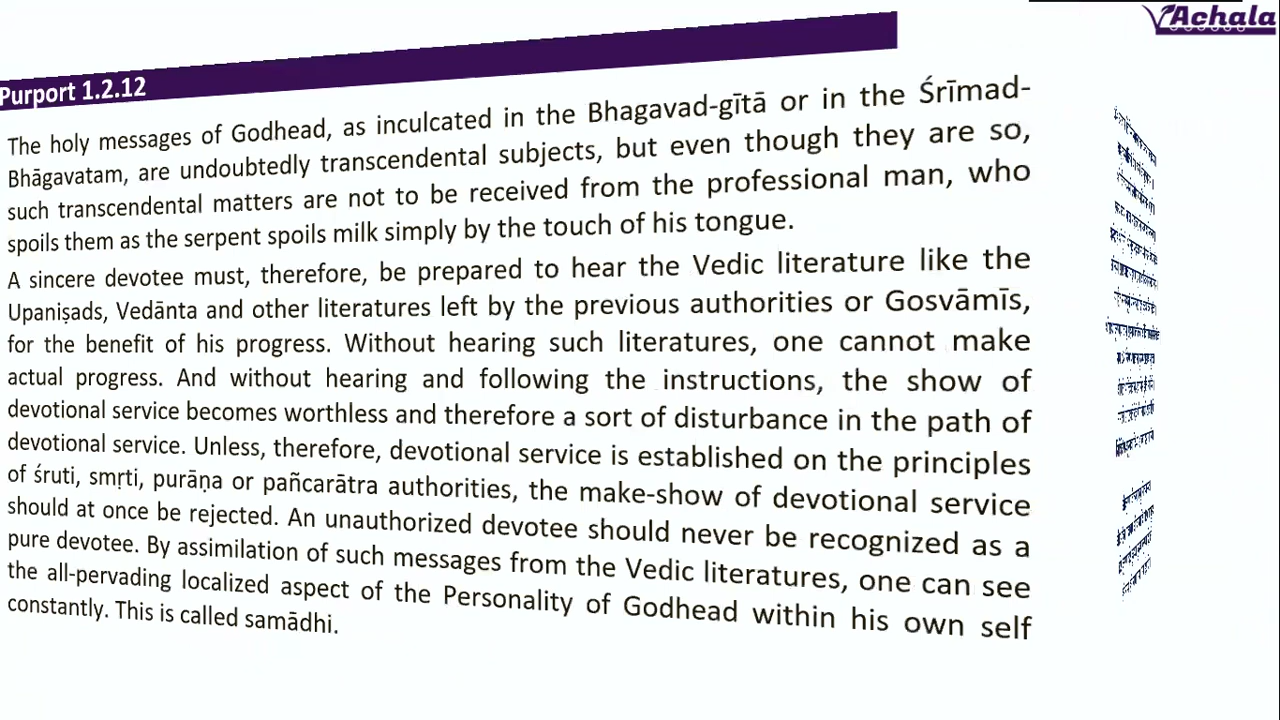 Achala
Purport 1.2.12
The holy messages of Godhead, as inculcated in the Bhagavad-gītā or in the Śrīmad-
Bhāgavatam, are undoubtedly transcendental subjects, but even though they are so,
such transcendental matters are not to be received from the professional man, who
spoils them as the serpent spoils milk simply by the touch of his tongue.
A sincere devotee must, therefore, be prepared to hear the Vedic literature like the
Upaniṣads, Vedānta and other literatures left by the previous authorities or Gosvāmīs,
for the benefit of his progress. Without hearing such literatures, one cannot make
actual progress. And without hearing and following the instructions, the show of
devotional service becomes worthless and therefore a sort of disturbance in the path of
devotional service. Unless, therefore, devotional service is established on the principles
of śruti, smṛti, purāṇa or pañcarātra authorities, the make-show of devotional service
should at once be rejected. An unauthorized devotee should never be recognized as a
pure devotee. By assimilation of such messages from the Vedic literatures, one can see
the all-pervading localized aspect of the Personality of Godhead within his own self
constantly. This is called samādhi.